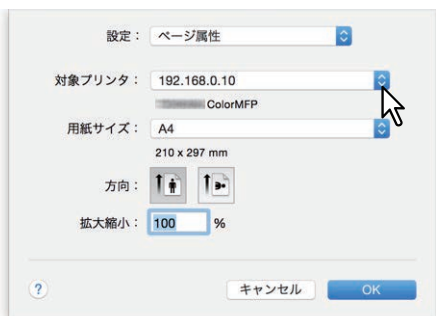 設定： ページ属性
対象プリンタ： 192.168.0.10
ColorMFP
用紙サイズ： A4
210 x 297 mm
方向：
拡大縮小： 100 %
? キャンセル OK